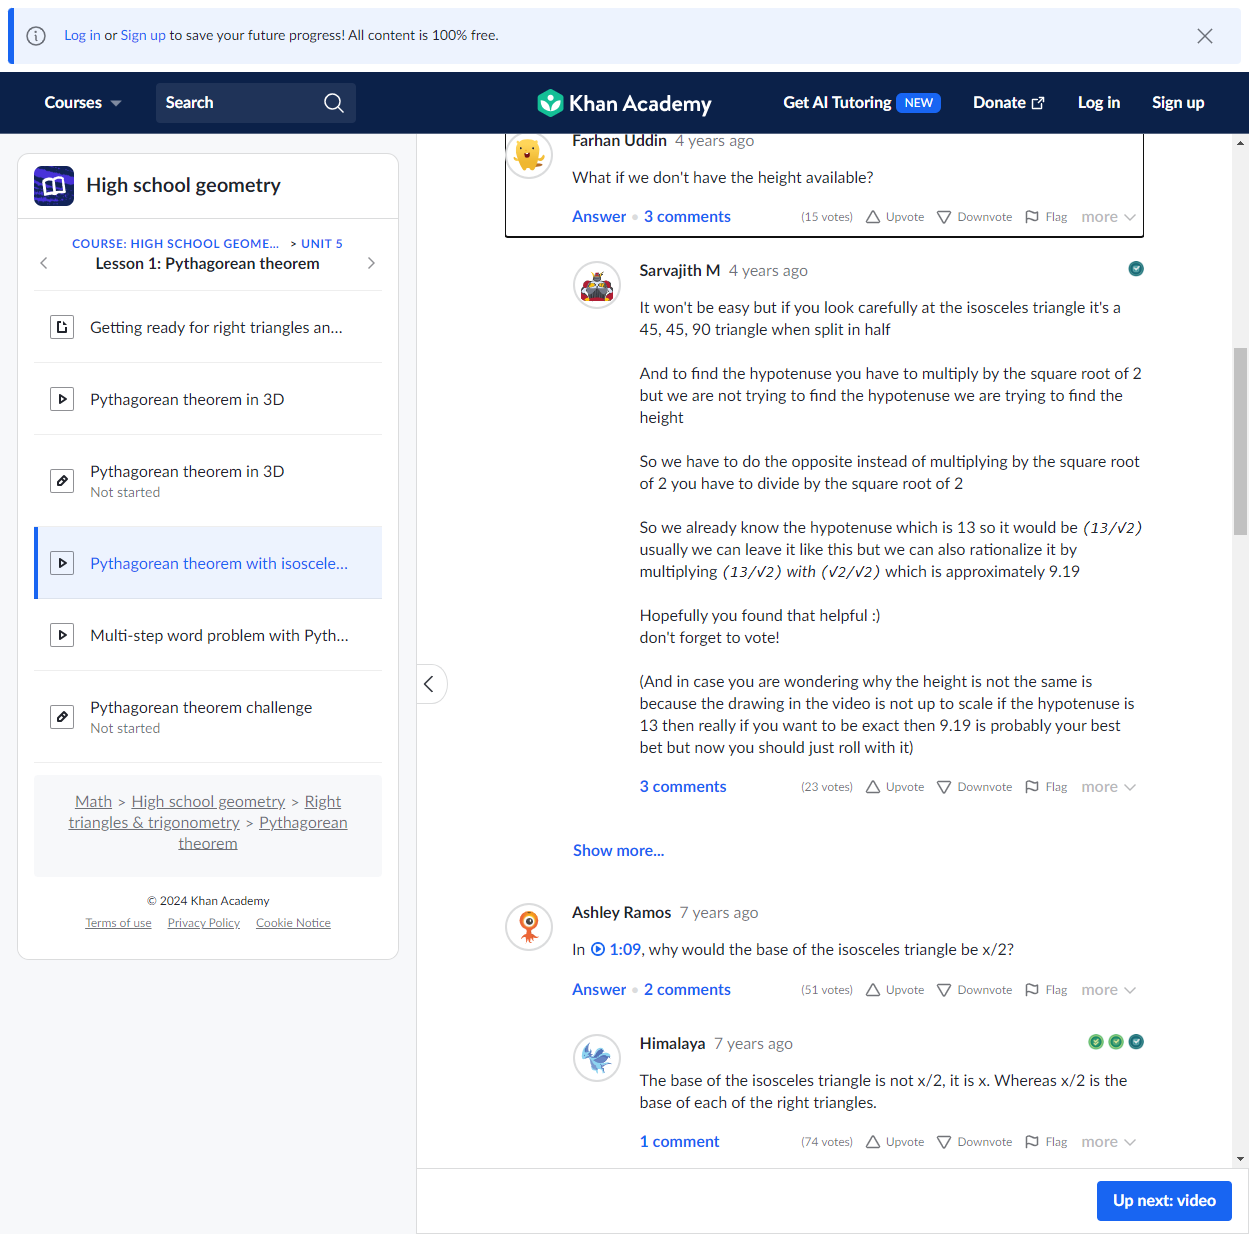 Log in or Sign up to save your future progress! All content is 100% free.
Courses
Search
Khan Academy
Get AI Tutoring NEW
Donate
Log in
Sign up
High school geometry
COURSE: HIGH SCHOOL GEOME... > UNIT 5
Lesson 1: Pythagorean theorem
Getting ready for right triangles an...
Pythagorean theorem in 3D
Pythagorean theorem in 3D
Not started
Pythagorean theorem with isoscele...
Multi-step word problem with Pyth...
Pythagorean theorem challenge
Not started
Math > High school geometry > Right
triangles & trigonometry > Pythagorean
theorem
© 2024 Khan Academy
Terms of use Privacy Policy Cookie Notice
Farhan Uddin 4 years ago
What if we don't have the height available?
Answer • 3 comments (15 votes) Upvote Downvote Flag more
Sarvajith M 4 years ago
It won't be easy but if you look carefully at the isosceles triangle it's a
45, 45, 90 triangle when split in half
And to find the hypotenuse you have to multiply by the square root of 2
but we are not trying to find the hypotenuse we are trying to find the
height
So we have to do the opposite instead of multiplying by the square root
of 2 you have to divide by the square root of 2
So we already know the hypotenuse which is 13 so it would be (13/√2)
usually we can leave it like this but we can also rationalize it by
multiplying (13/√2) with (√2/√2) which is approximately 9.19
Hopefully you found that helpful :)
don't forget to vote!
(And in case you are wondering why the height is not the same is
because the drawing in the video is not up to scale if the hypotenuse is
13 then really if you want to be exact then 9.19 is probably your best
bet but now you should just roll with it)
3 comments (23 votes) Upvote Downvote Flag more
Show more...
Ashley Ramos 7 years ago
In 1:09, why would the base of the isosceles triangle be x/2?
Answer • 2 comments (51 votes) Upvote Downvote Flag more
Himalaya 7 years ago
The base of the isosceles triangle is not x/2, it is x. Whereas x/2 is the
base of each of the right triangles.
1 comment (74 votes) Upvote Downvote Flag more
Up next: video